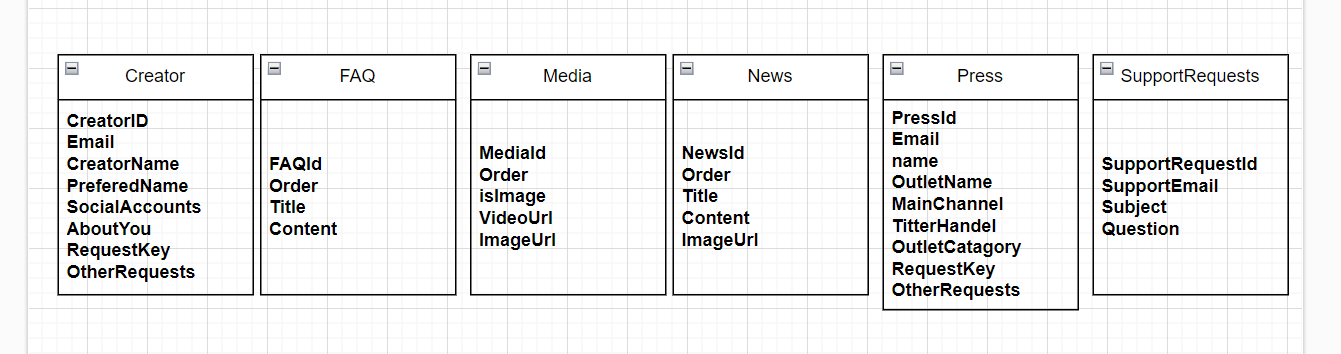 Creator
CreatorID
Email
CreatorName
PreferedName
SocialAccounts
AboutYou
RequestKey
OtherRequests
FAQ
FAQId
Order
Title
Content
Media
MediaId
Order
isImage
VideoUrl
ImageUrl
News
NewsId
Order
Title
Content
ImageUrl
Press
PressId
Email
name
OutletName
MainChannel
TitterHandel
OutletCatagory
RequestKey
OtherRequests
SupportRequests
SupportRequestId
SupportEmail
Subject
Question